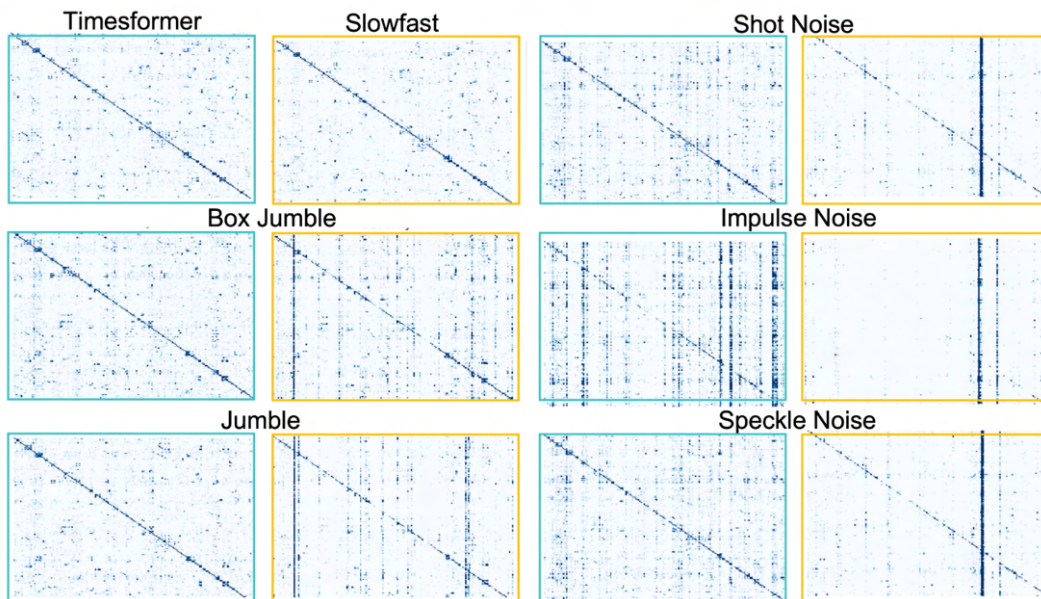 Timesformer
Slowfast
Shot Noise
Box Jumble
Impulse Noise
Jumble
Speckle Noise